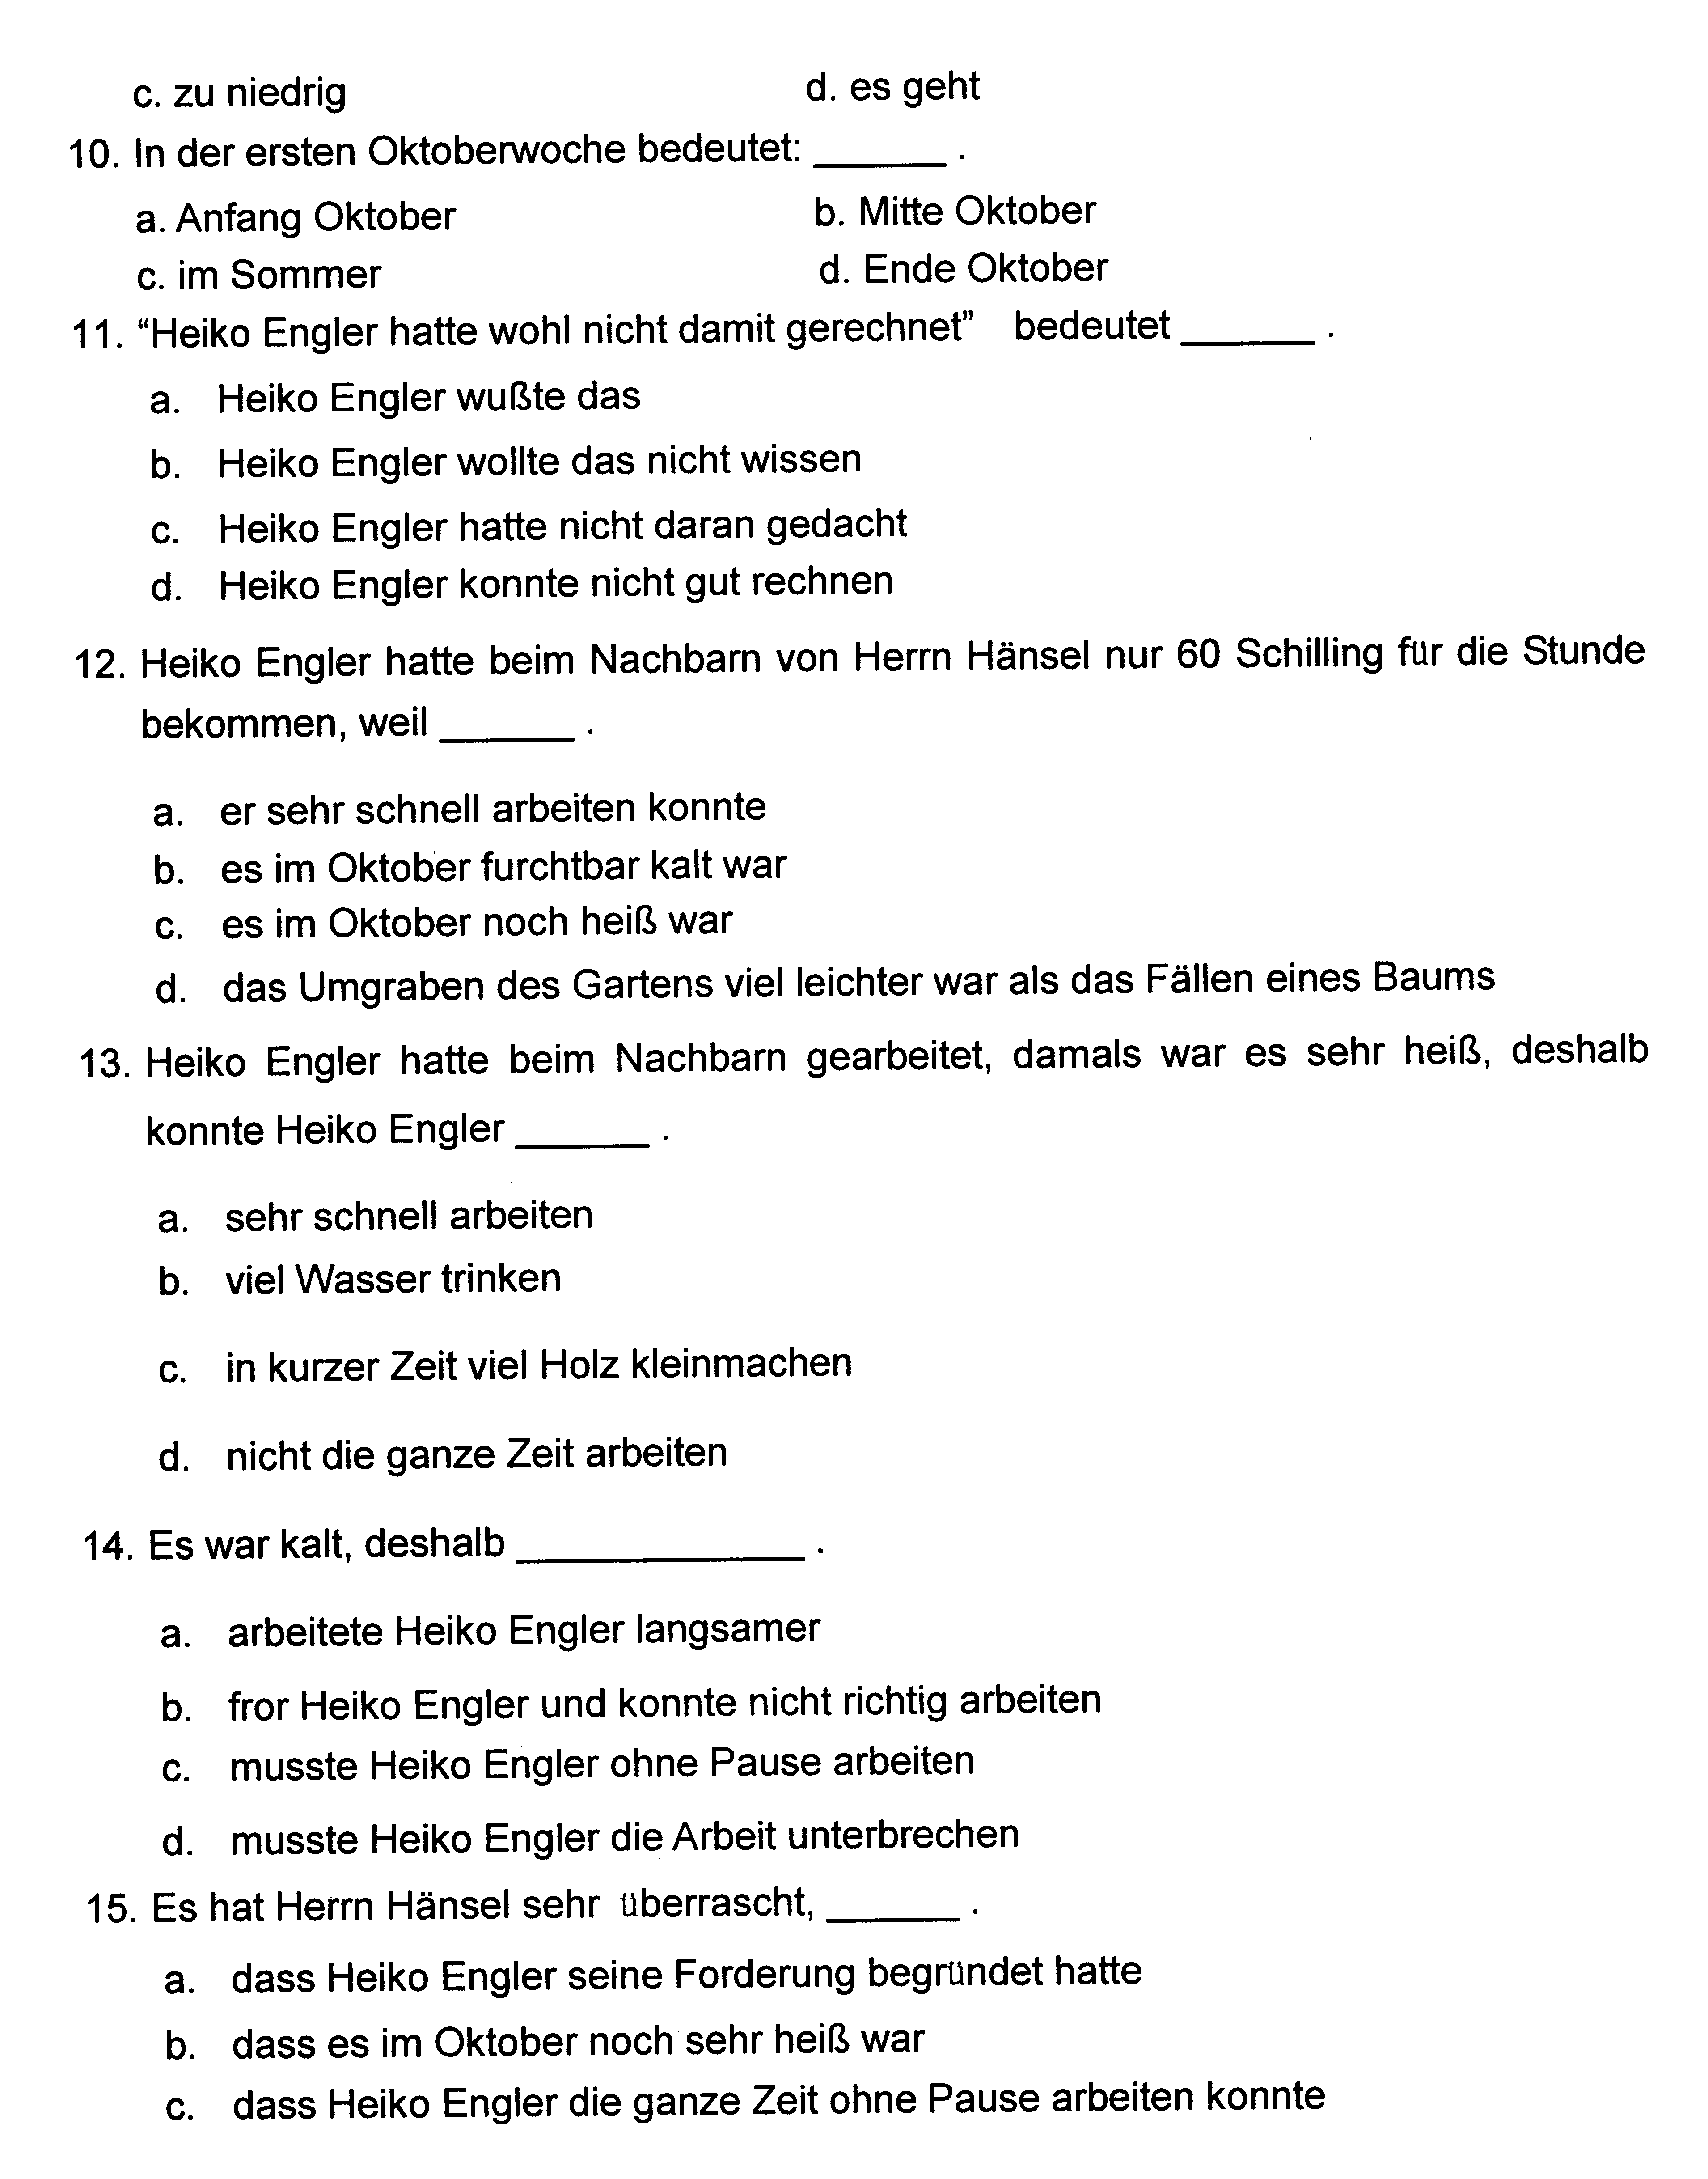 c. zu niedrig d. es geht
10. In der ersten Oktoberwoche bedeutet: ______ .
a. Anfang Oktober b. Mitte Oktober
c. im Sommer d. Ende Oktober
11. “Heiko Engler hatte wohl nicht damit gerechnet” bedeutet ______ .
a. Heiko Engler wußte das
b. Heiko Engler wollte das nicht wissen
c. Heiko Engler hatte nicht daran gedacht
d. Heiko Engler konnte nicht gut rechnen
12. Heiko Engler hatte beim Nachbarn von Herrn Hänsel nur 60 Schilling für die Stunde
bekommen, weil ______ .
a. er sehr schnell arbeiten konnte
b. es im Oktober furchtbar kalt war
c. es im Oktober noch heiß war
d. das Umgraben des Gartens viel leichter war als das Fällen eines Baums
13. Heiko Engler hatte beim Nachbarn gearbeitet, damals war es sehr heiß, deshalb
konnte Heiko Engler ______ .
a. sehr schnell arbeiten
b. viel Wasser trinken
c. in kurzer Zeit viel Holz kleinmachen
d. nicht die ganze Zeit arbeiten
14. Es war kalt, deshalb _____________ .
a. arbeitete Heiko Engler langsamer
b. fror Heiko Engler und konnte nicht richtig arbeiten
c. musste Heiko Engler ohne Pause arbeiten
d. musste Heiko Engler die Arbeit unterbrechen
15. Es hat Herrn Hänsel sehr überrascht, ______ .
a. dass Heiko Engler seine Forderung begründet hatte
b. dass es im Oktober noch sehr heiß war
c. dass Heiko Engler die ganze Zeit ohne Pause arbeiten konnte